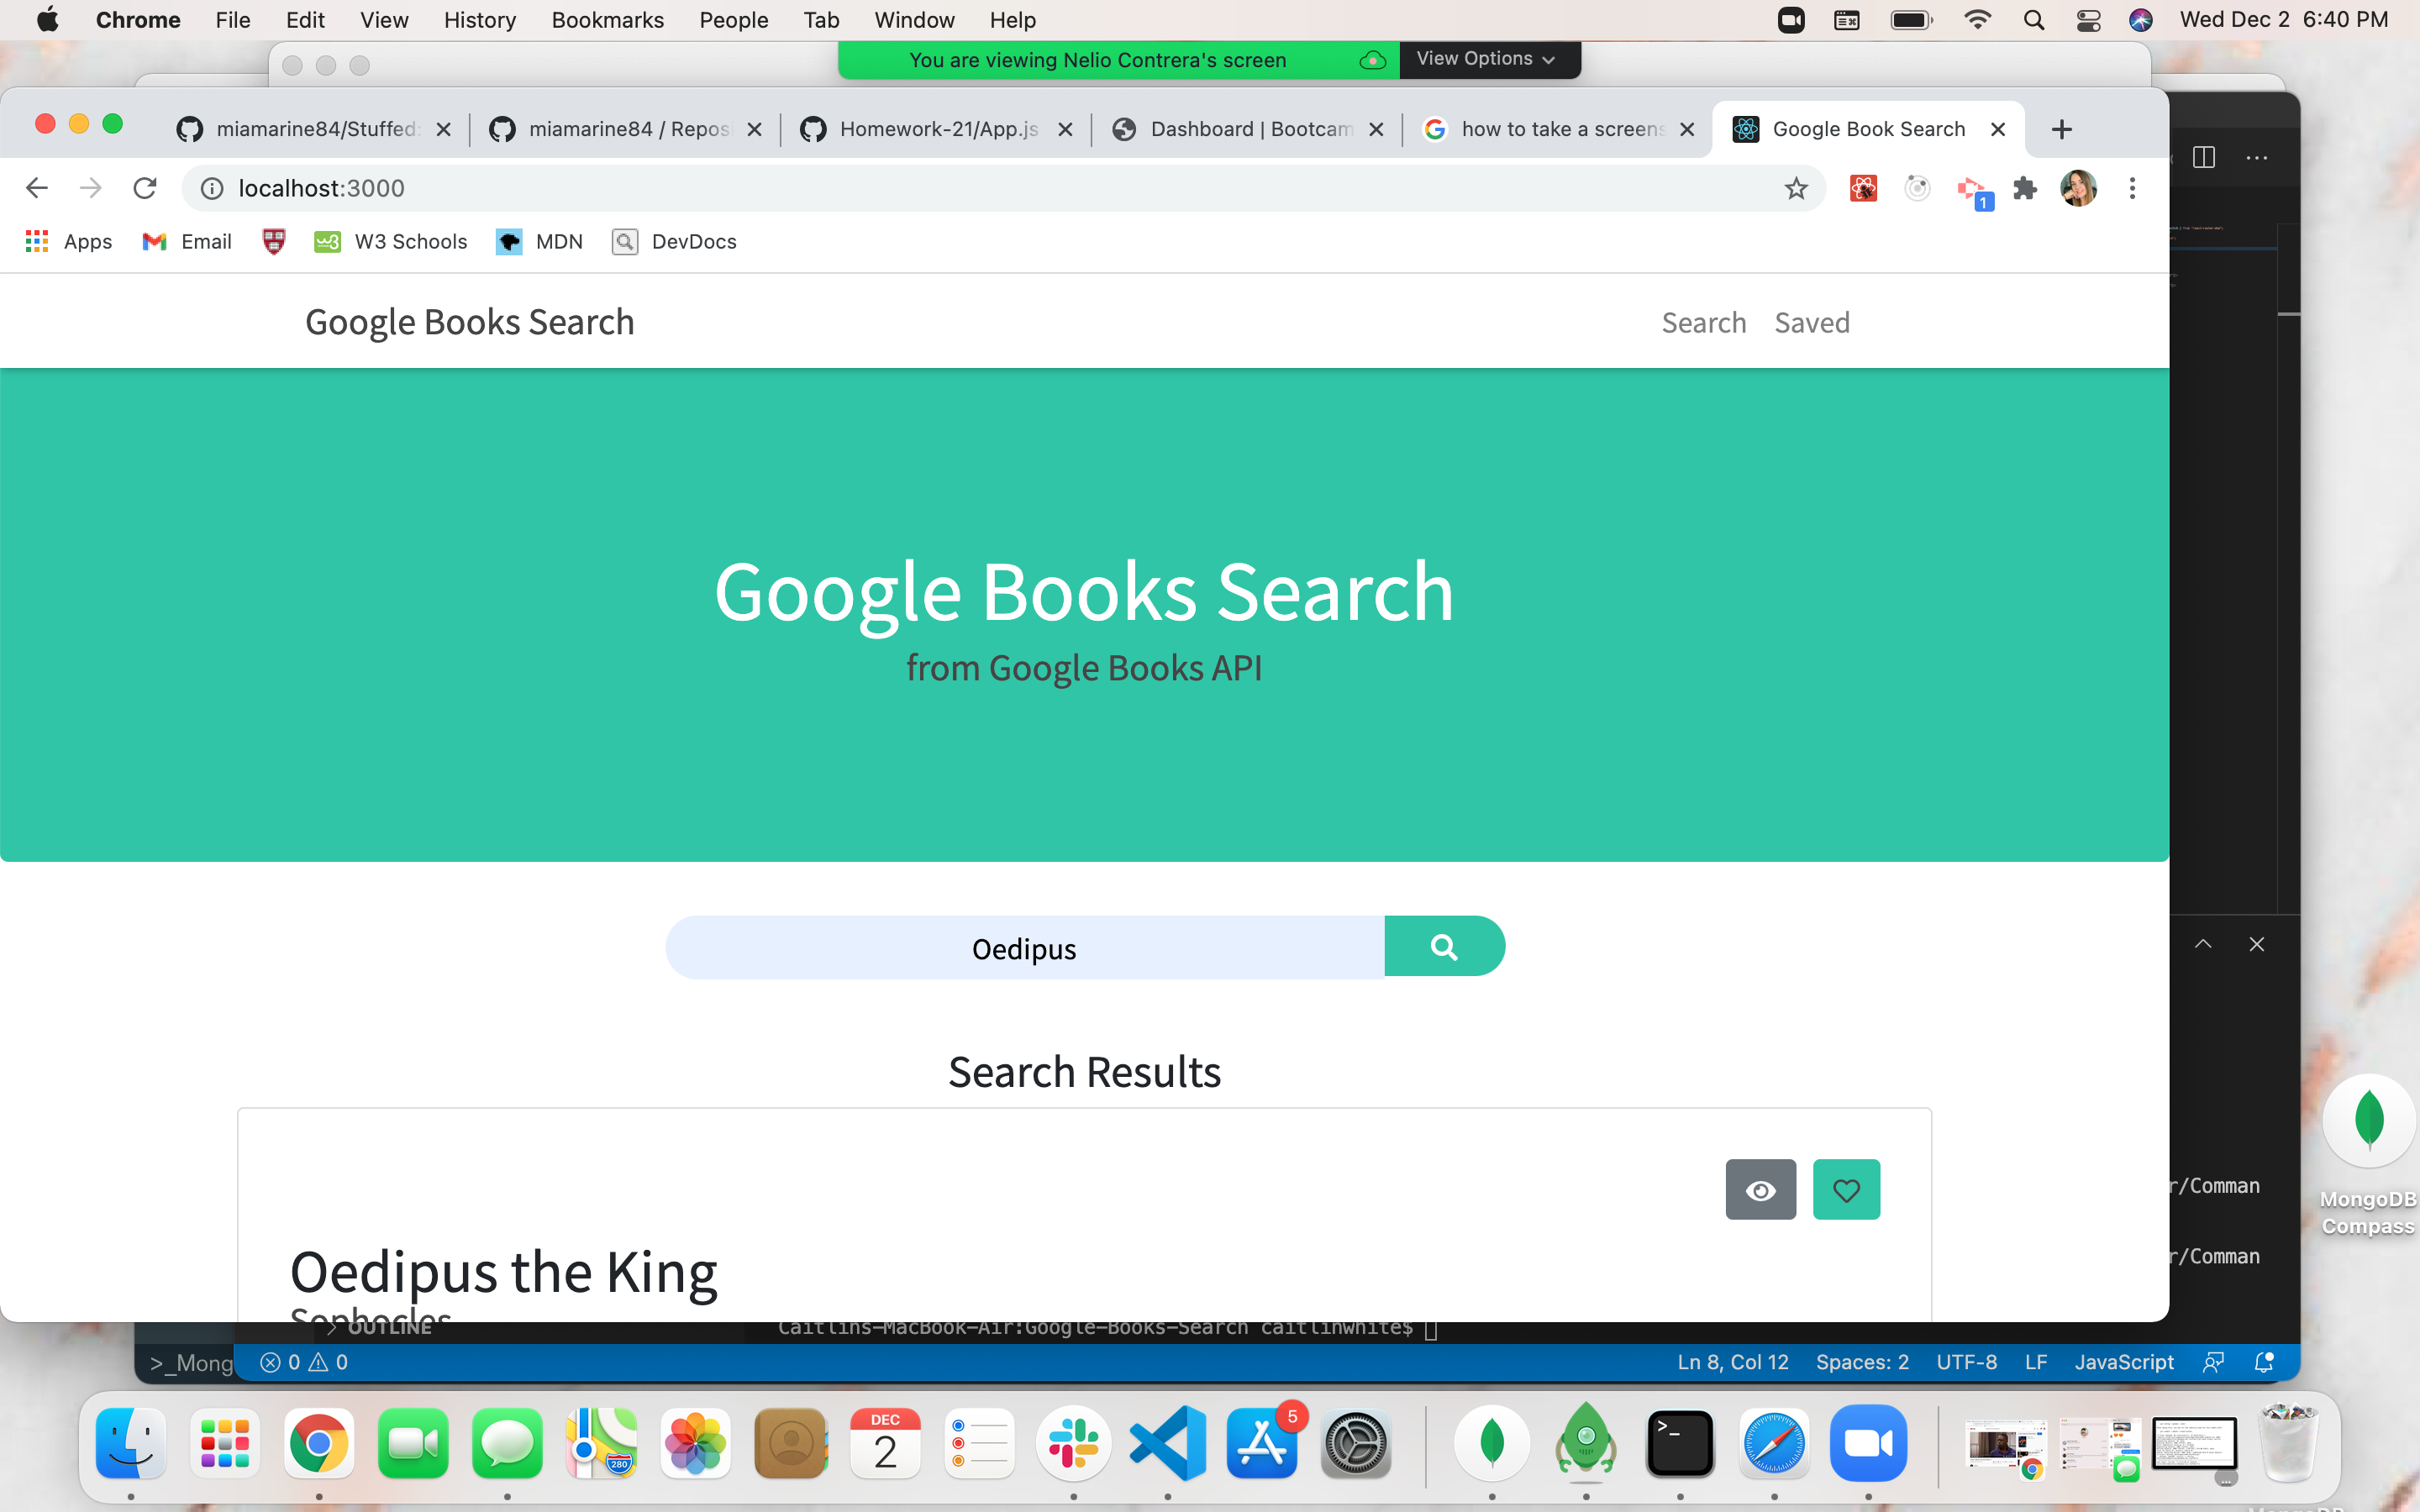 Chrome File Edit View History Bookmarks People Tab Window Help Wed Dec 2 6:40 PM
You are viewing Nelio Contrera's screen View Options
miamarine84/Stuffed miamarine84 / Repos Homework-21/App.js Dashboard | Bootcam how to take a screens Google Book Search
localhost:3000
1
Apps Email W3 Schools MDN DevDocs
Google Books Search Search Saved
Google Books Search
from Google Books API
Oedipus
Search Results
r/Comman
MongoDB
Compass
r/Comman
Oedipus the King
Sophocles
OUTLINE Caitlins-MacBook-Air:Google-Books-Search caitlinwhite$
>_Mong 0 0 Ln 8, Col 12 Spaces: 2 UTF-8 LF JavaScript
DEC
2
280
5